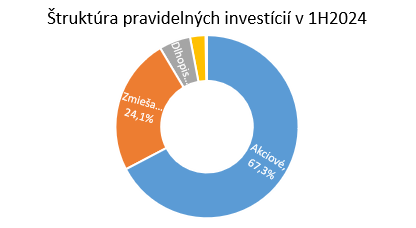 Štruktúra pravidelných investícií v 1H2024
Dlhopis...
Zmieša...
24,1%
Akciové,
67,3%